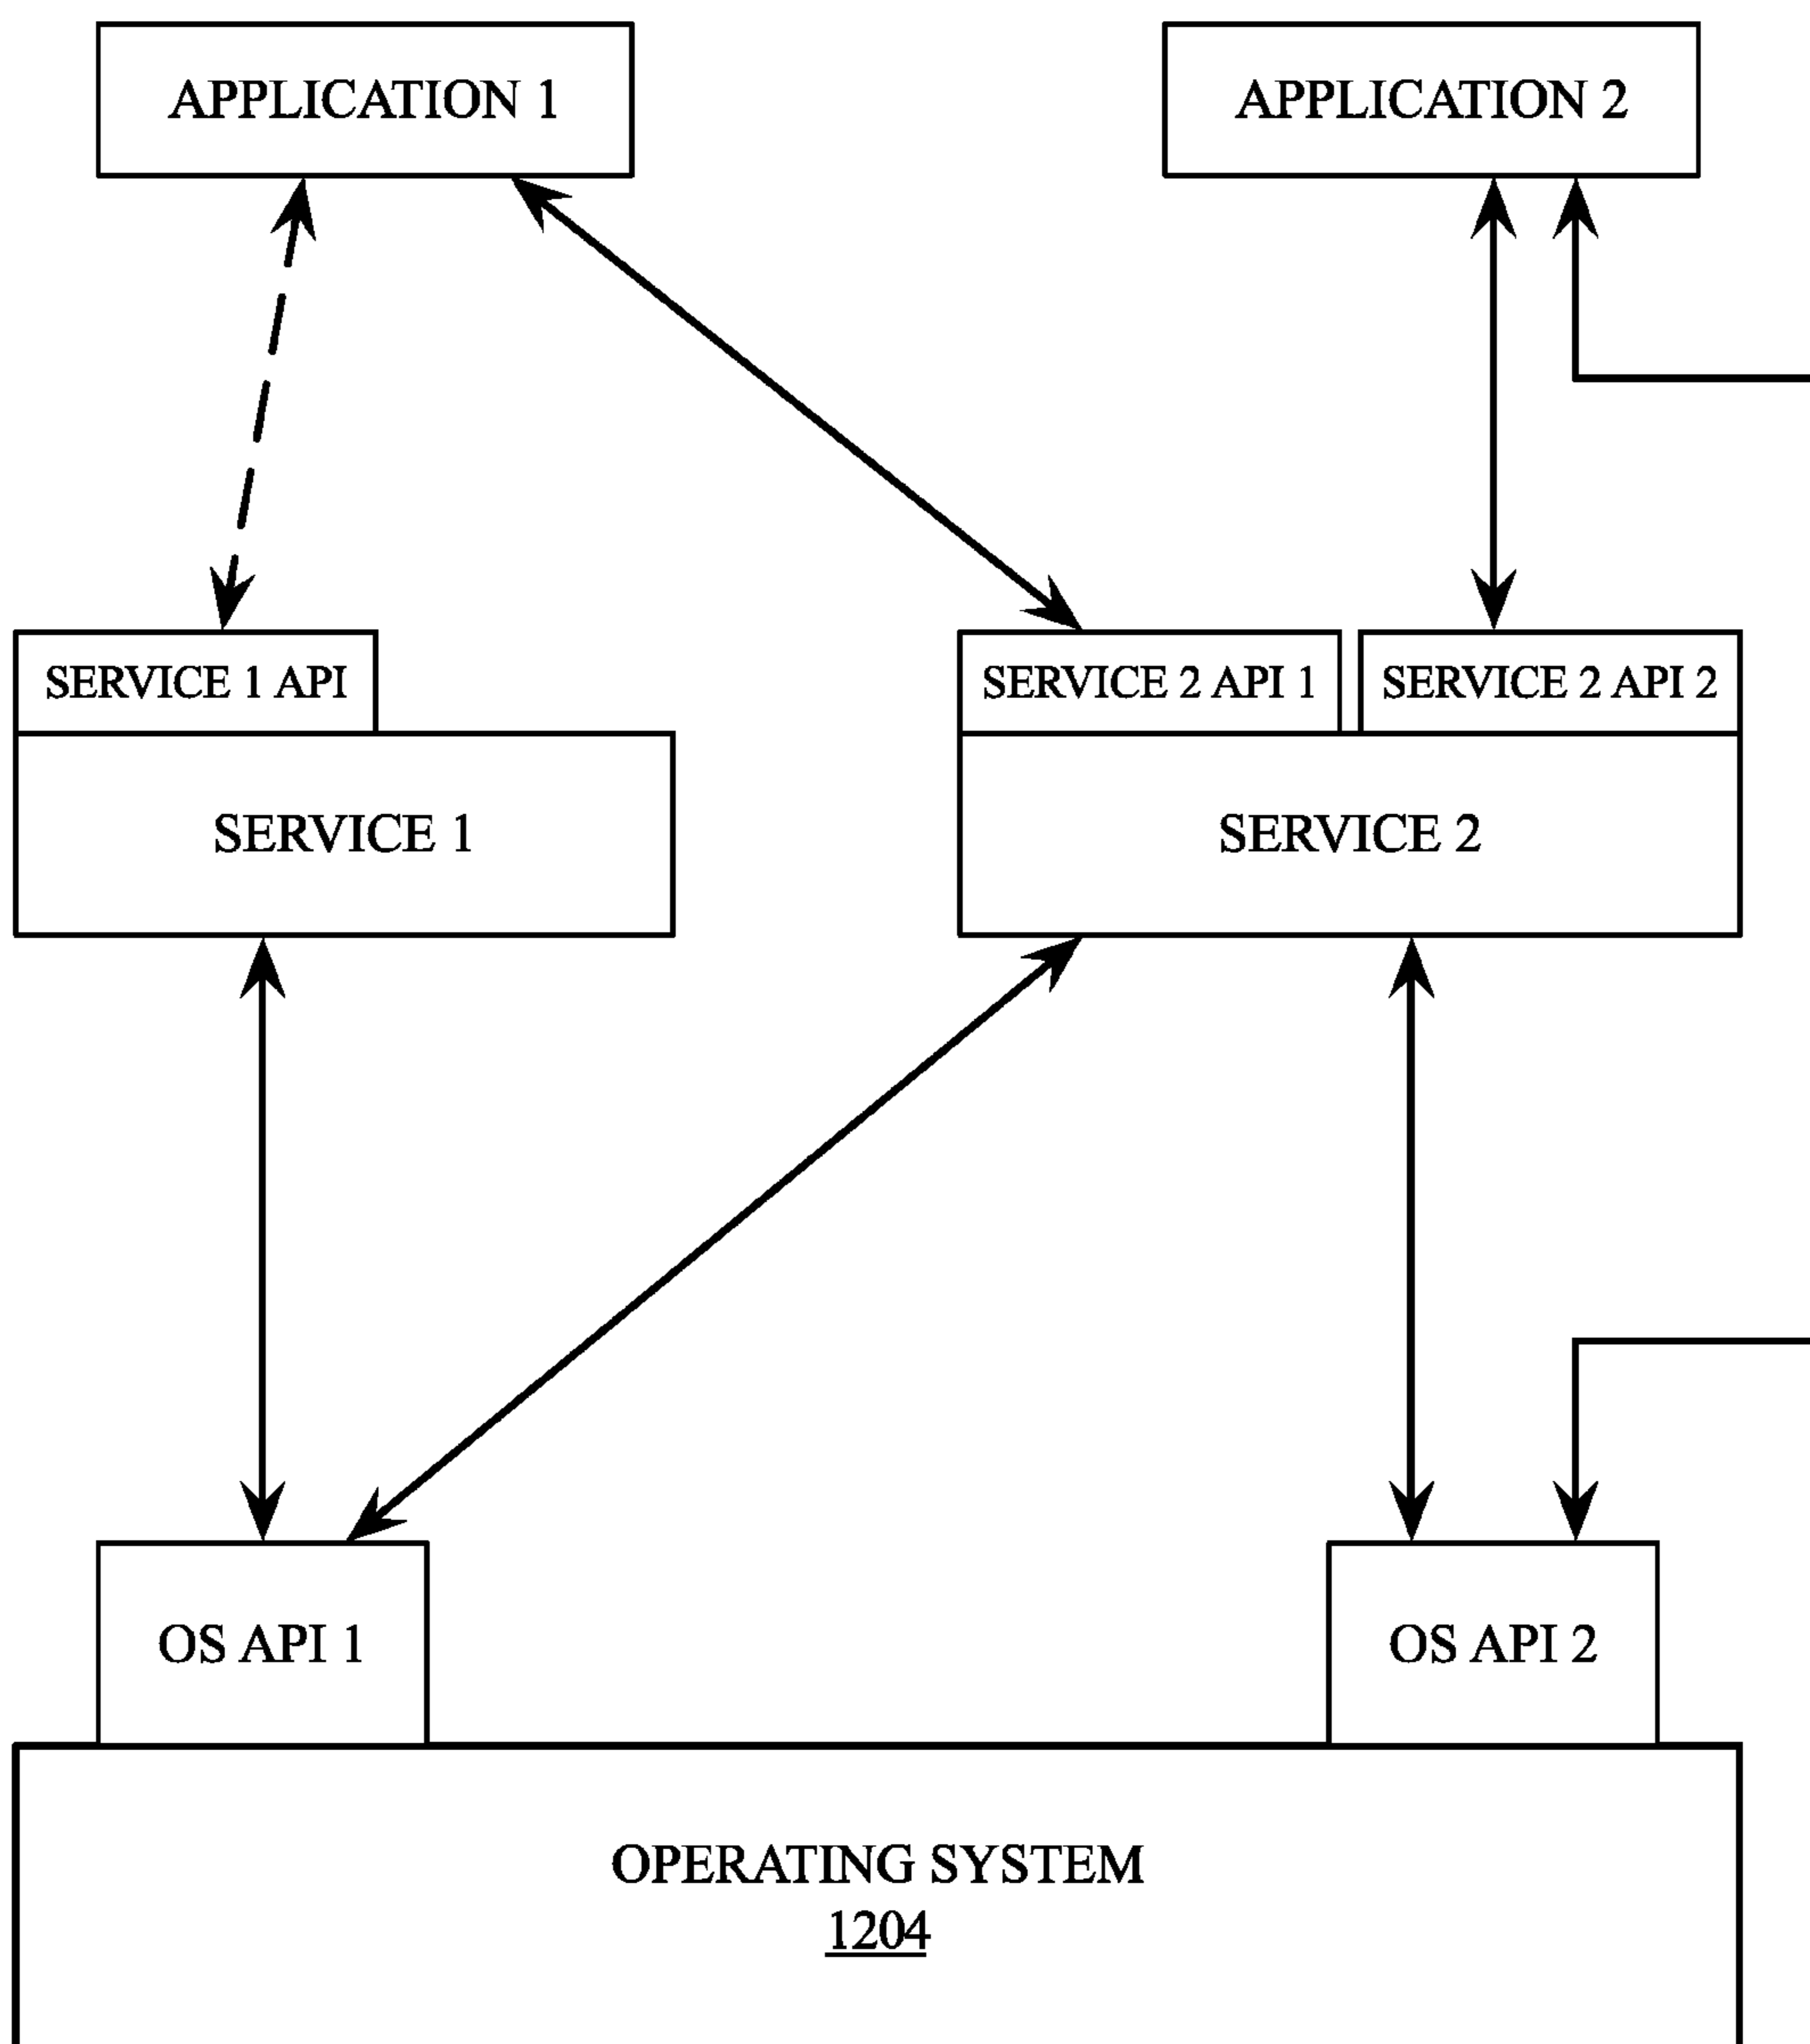 APPLICATION 1
APPLICATION 2
SERVICE 1 API
SERVICE 2 API 1
SERVICE 2 API 2
SERVICE 1
SERVICE 2
OS API 1
OS API 2
OPERATING SYSTEM
1204